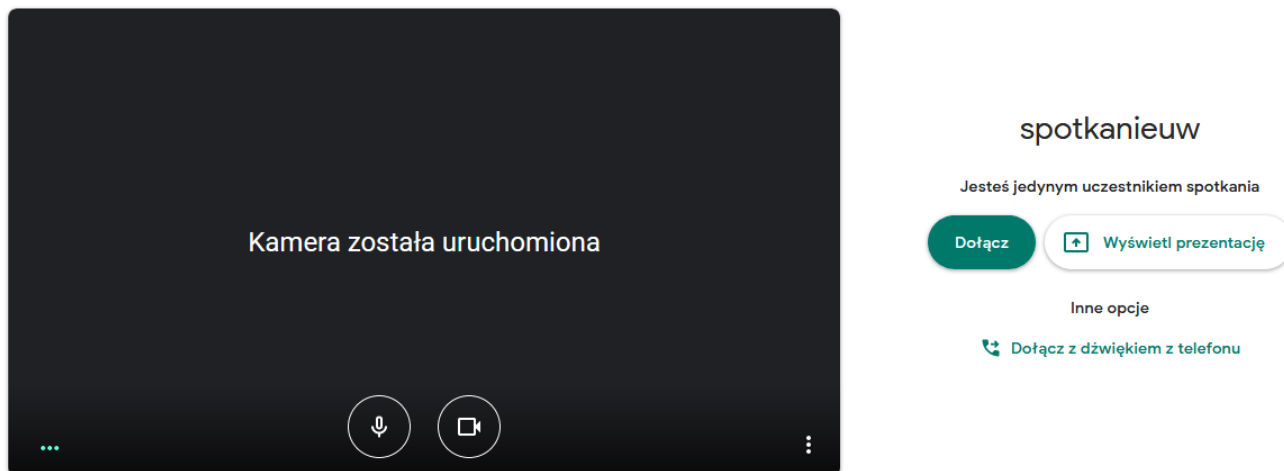 Kamera została uruchomiona
spotkanieuw
Jesteś jedynym uczestnikiem spotkania
Dołącz
Wyświetl prezentację
Inne opcje
Dołącz z dźwiękiem z telefonu